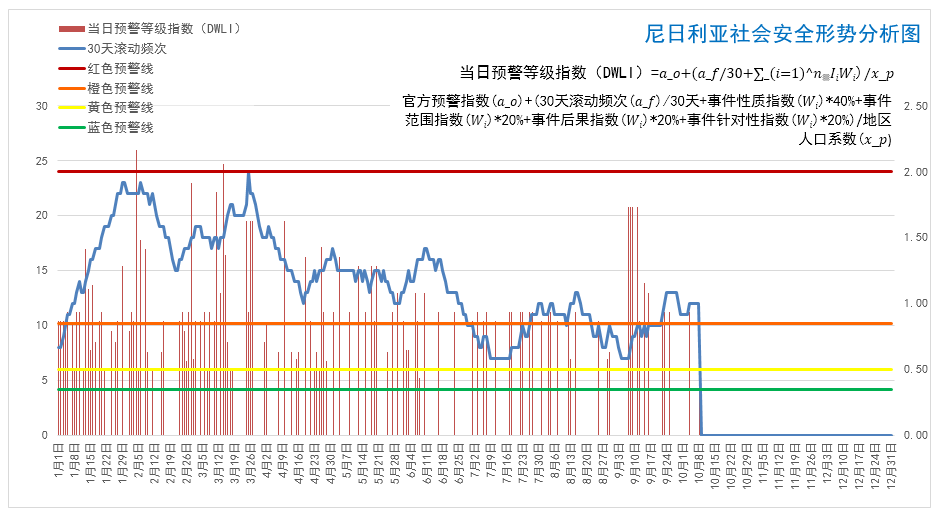 尼日利亚社会安全形势分析图
当日预警等级指数（DWLI）
30天滚动频次
红色预警线
橙色预警线
黄色预警线
蓝色预警线
当日预警等级指数（DWLI）=a_o+(a_f/30+∑_(i=1)^n▒IᵢWᵢ)/x_p
官方预警指数(a_o)+(30天滚动频次(a_f)/30天+事件性质指数(Wᵢ)*40%+事件
范围指数(Wᵢ)*20%+事件后果指数(Wᵢ)*20%+事件针对性指数(Wᵢ)*20%)/地区
人口系数(x_p)
30
25
20
15
10
5
0
2.50
2.00
1.50
1.00
0.50
0.00
1月1日
1月8日
1月15日
1月22日
1月29日
2月5日
2月12日
2月19日
2月26日
3月5日
3月12日
3月19日
3月26日
4月2日
4月9日
4月16日
4月23日
4月30日
5月7日
5月14日
5月21日
5月28日
6月4日
6月11日
6月18日
6月25日
7月2日
7月9日
7月16日
7月23日
7月30日
8月6日
8月13日
8月20日
8月27日
9月3日
9月10日
9月17日
9月24日
10月1日
10月8日
10月15日
10月22日
10月29日
11月5日
11月12日
11月19日
11月26日
12月3日
12月10日
12月17日
12月24日
12月31日